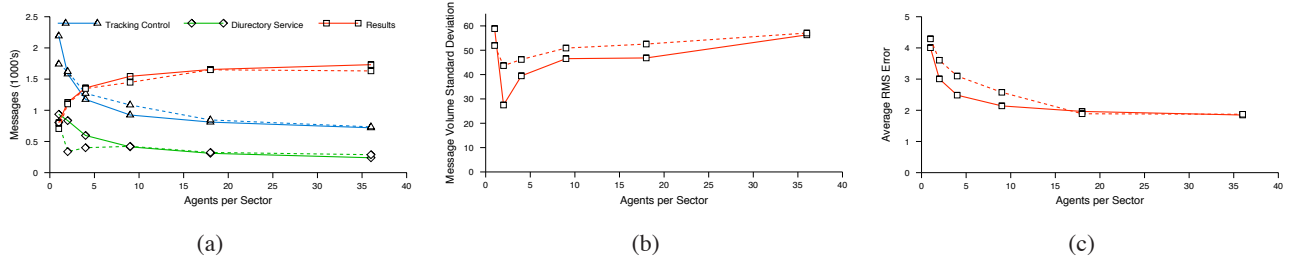 Tracking Control
Diurectory Service
Results
Messages (1000's)
2.5
2
1.5
1
0.5
0
0 5 10 15 20 25 30 35 40
Agents per Sector
(a)
Message Volume Standard Deviation
60
50
40
30
20
10
0
0 5 10 15 20 25 30 35 40
Agents per Sector
(b)
Average RMS Error
5
4
3
2
1
0
0 5 10 15 20 25 30 35 40
Agents per Sector
(c)